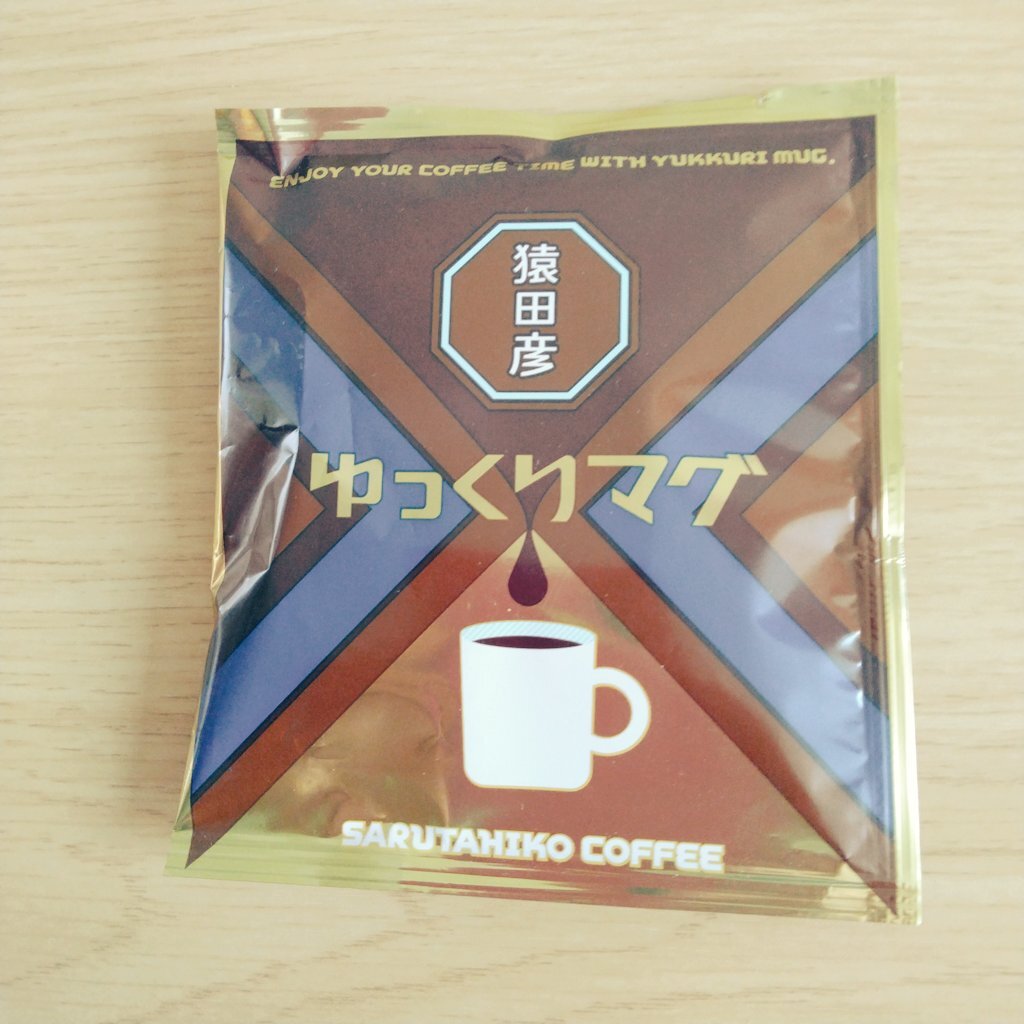 ENJOY YOUR COFFEE TIME WITH YUKKURI MUG.
猿田彦
ゆっくりマグ
SARUTAHIKO COFFEE